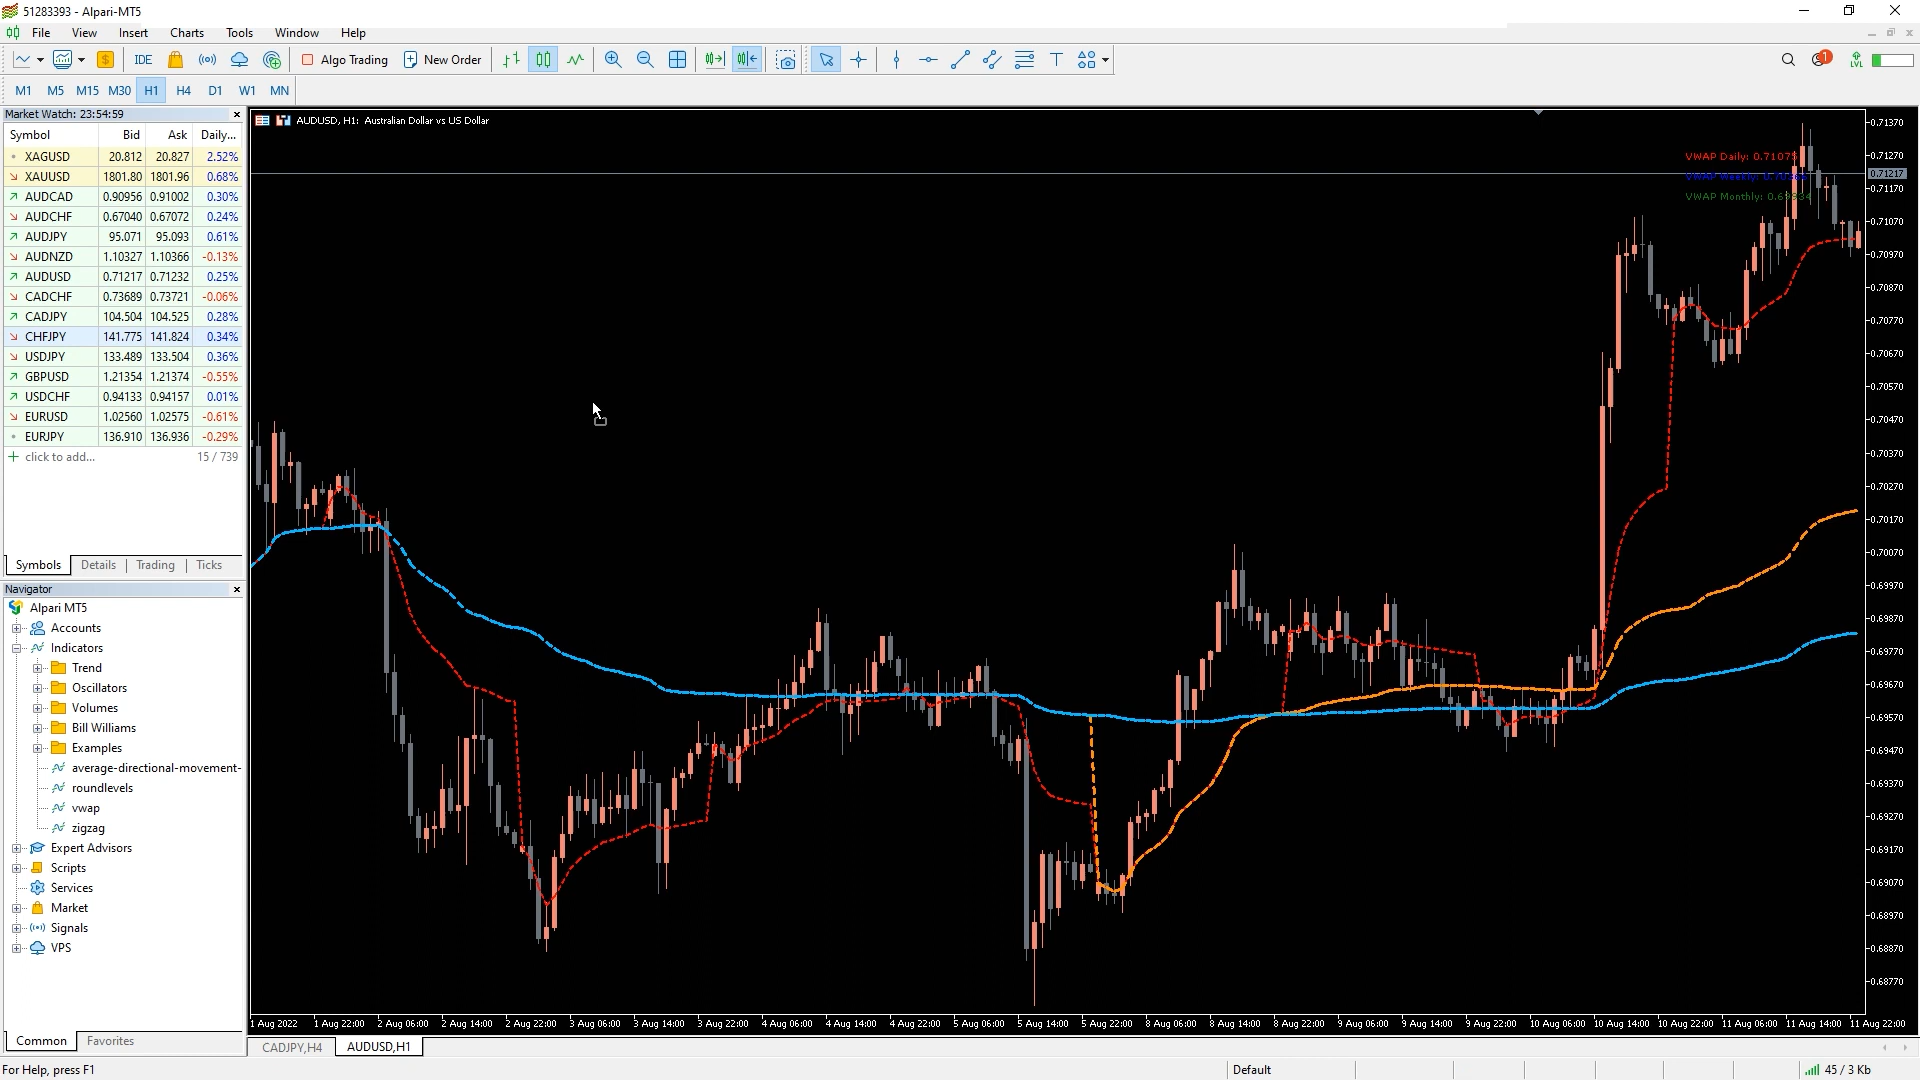 51283393 - Alpari-MT5
File View Insert Charts Tools Window Help
IDE Algo Trading New Order 1 LVL
M1 M5 M15 M30 H1 H4 D1 W1 MN
Market Watch: 23:54:59
Symbol Bid Ask Daily...
XAGUSD 20.812 20.827 2.52%
XAUUSD 1801.80 1801.96 0.68%
AUDCAD 0.90956 0.91002 0.30%
AUDCHF 0.67040 0.67072 0.24%
AUDJPY 95.071 95.093 0.61%
AUDNZD 1.10327 1.10366 -0.13%
AUDUSD 0.71217 0.71232 0.25%
CADCHF 0.73689 0.73721 -0.06%
CADJPY 104.504 104.525 0.28%
CHFJPY 141.775 141.824 0.34%
USDJPY 133.489 133.504 0.36%
GBPUSD 1.21354 1.21374 -0.55%
USDCHF 0.94133 0.94157 0.01%
EURUSD 1.02560 1.02575 -0.61%
EURJPY 136.910 136.936 -0.29%
click to add... 15 / 739
Symbols Details Trading Ticks
Navigator
Alpari MT5
Accounts
Indicators
Trend
Oscillators
Volumes
Bill Williams
Examples
average-directional-movement-
roundlevels
vwap
zigzag
Expert Advisors
Scripts
Services
Market
Signals
VPS
Common Favorites
AUDUSD, H1: Australian Dollar vs US Dollar
VWAP Daily: 0.71075
VWAP Weekly:
VWAP Monthly:
0.71370
0.71270
0.71217
0.71170
0.71070
0.70970
0.70870
0.70770
0.70670
0.70570
0.70470
0.70370
0.70270
0.70170
0.70070
0.69970
0.69870
0.69770
0.69670
0.69570
0.69470
0.69370
0.69270
0.69170
0.69070
0.68970
0.68870
0.68770
1 Aug 2022 1 Aug 22:00 2 Aug 06:00 2 Aug 14:00 2 Aug 22:00 3 Aug 06:00 3 Aug 14:00 3 Aug 22:00 4 Aug 06:00 4 Aug 14:00 4 Aug 22:00 5 Aug 06:00 5 Aug 14:00 5 Aug 22:00 8 Aug 06:00 8 Aug 14:00 8 Aug 22:00 9 Aug 06:00 9 Aug 14:00 9 Aug 22:00 10 Aug 06:00 10 Aug 14:00 10 Aug 22:00 11 Aug 06:00 11 Aug 14:00 11 Aug 22:00
CADJPY,H4 AUDUSD,H1
For Help, press F1 Default 45 / 3 Kb